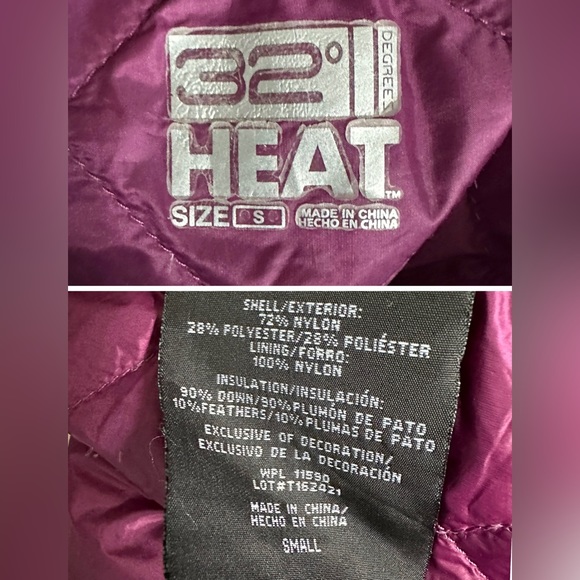 32° DEGREES
HEAT™
SIZE S MADE IN CHINA
HECHO EN CHINA
SHELL/EXTERIOR:
72% NYLON
28% POLYESTER/28% POLIÉSTER
LINING/FORRO:
100% NYLON
INSULATION/INSULACIÓN:
90% DOWN/90% PLUMÓN DE PATO
10%FEATHERS/10% PLUMAS DE PATO
EXCLUSIVE OF DECORATION/
EXCLUSIVO DE LA DECORACIÓN
WPL 11590
LOT#T162421
MADE IN CHINA/
HECHO EN CHINA
SMALL